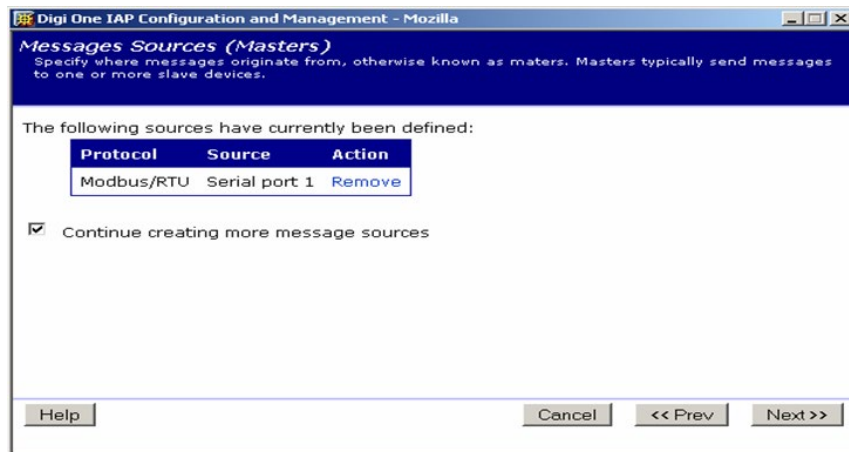 Digi One IAP Configuration and Management - Mozilla
Messages Sources (Masters)
Specify where messages originate from, otherwise known as maters. Masters typically send messages
to one or more slave devices.
The following sources have currently been defined:
Protocol Source Action
Modbus/RTU Serial port 1 Remove
Continue creating more message sources
Help Cancel << Prev Next >>